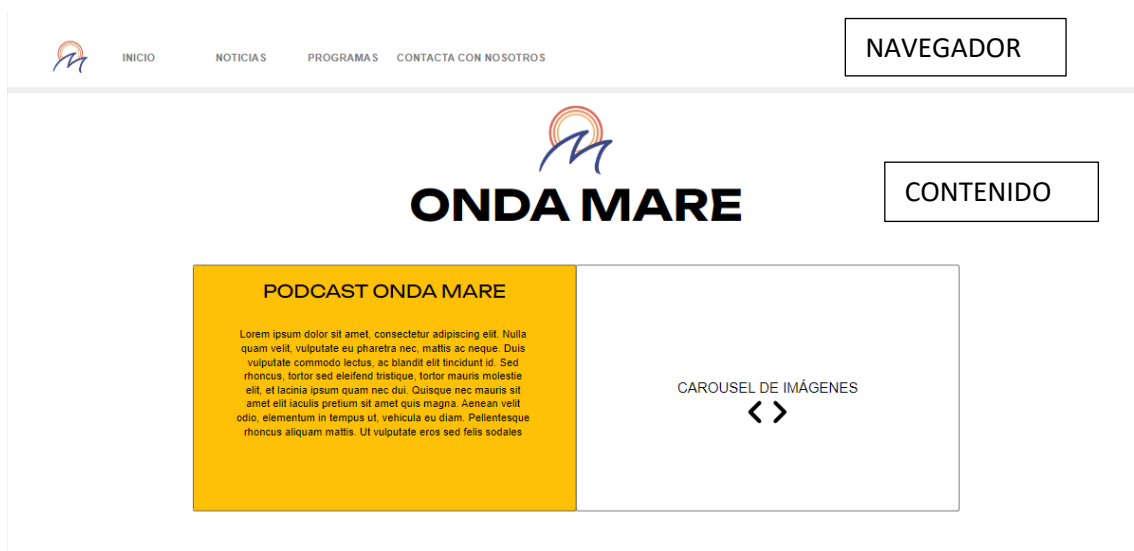 INICIO NOTICIAS PROGRAMAS CONTACTA CON NOSOTROS
NAVEGADOR
ONDA MARE
CONTENIDO
PODCAST ONDA MARE
Lorem ipsum dolor sit amet, consectetur adipiscing elit. Nulla
quam velit, vulputate eu pharetra nec, mattis ac neque. Duis
vulputate commodo lectus, ac blandit elit tincidunt id. Sed
rhoncus, tortor sed eleifend tristique, tortor mauris molestie
elit, et lacinia ipsum quam nec dui. Quisque nec mauris sit
amet elit iaculis pretium sit amet quis magna. Aenean velit
odio, elementum in tempus ut, vehicula eu diam. Pellentesque
rhoncus aliquam mattis. Ut vulputate eros sed felis sodales
CAROUSEL DE IMÁGENES